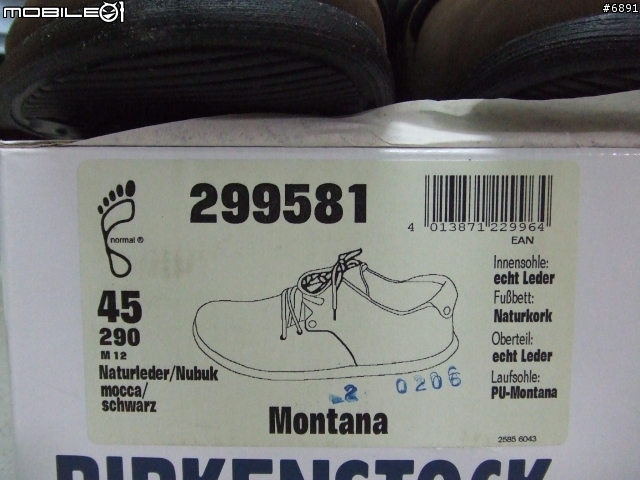 MOBILE01
#6891
299581
4 013871 229964
EAN
normal ®
45
290
M 12
Naturleder/Nubuk
mocca/
schwarz
Innensohle:
echt Leder
Fußbett:
Naturkork
Oberteil:
echt Leder
Laufsohle:
PU-Montana
2 0206
Montana
2585 6043
BIRKENSTOCK